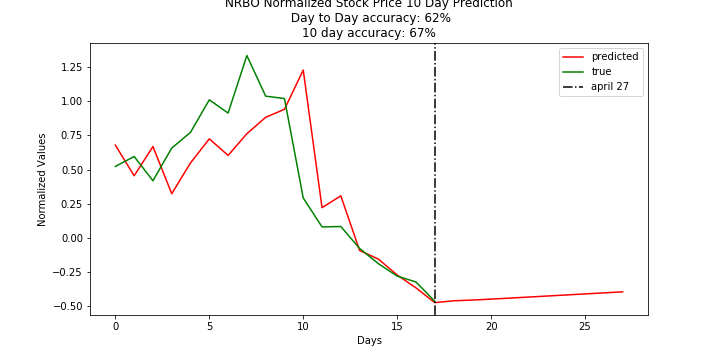 NRBO Normalized Stock Price 10 Day Prediction
Day to Day accuracy: 62%
10 day accuracy: 67%
predicted
true
april 27
1.25
1.00
0.75
0.50
0.25
0.00
−0.25
−0.50
Normalized Values
0 5 10 15 20 25
Days